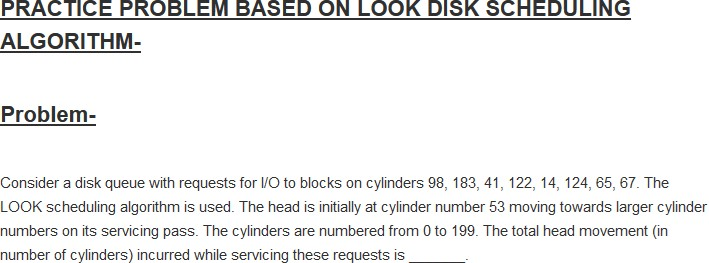 PRACTICE PROBLEM BASED ON LOOK DISK SCHEDULING
ALGORITHM-
Problem-
Consider a disk queue with requests for I/O to blocks on cylinders 98, 183, 41, 122, 14, 124, 65, 67. The
LOOK scheduling algorithm is used. The head is initially at cylinder number 53 moving towards larger cylinder
numbers on its servicing pass. The cylinders are numbered from 0 to 199. The total head movement (in
number of cylinders) incurred while servicing these requests is _______.